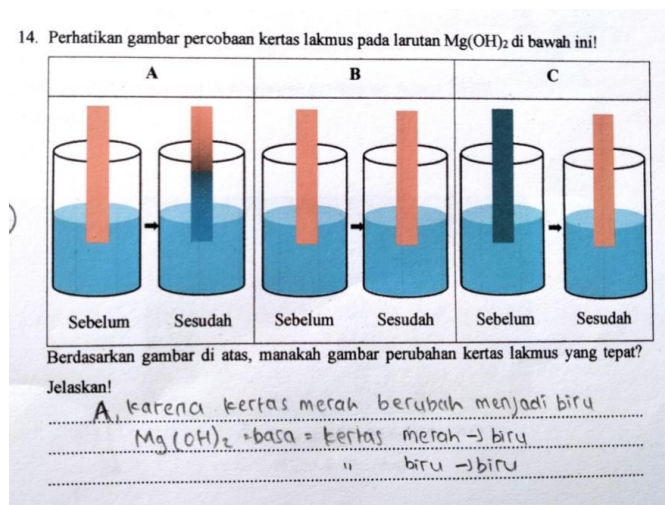 14. Perhatikan gambar percobaan kertas lakmus pada larutan Mg(OH)₂ di bawah ini!
A B C
Sebelum Sesudah Sebelum Sesudah Sebelum Sesudah
Berdasarkan gambar di atas, manakah gambar perubahan kertas lakmus yang tepat?
Jelaskan!
A, karena kertas merah berubah menjadi biru
Mg(OH)₂ = basa = kertas merah → biru
" biru → biru